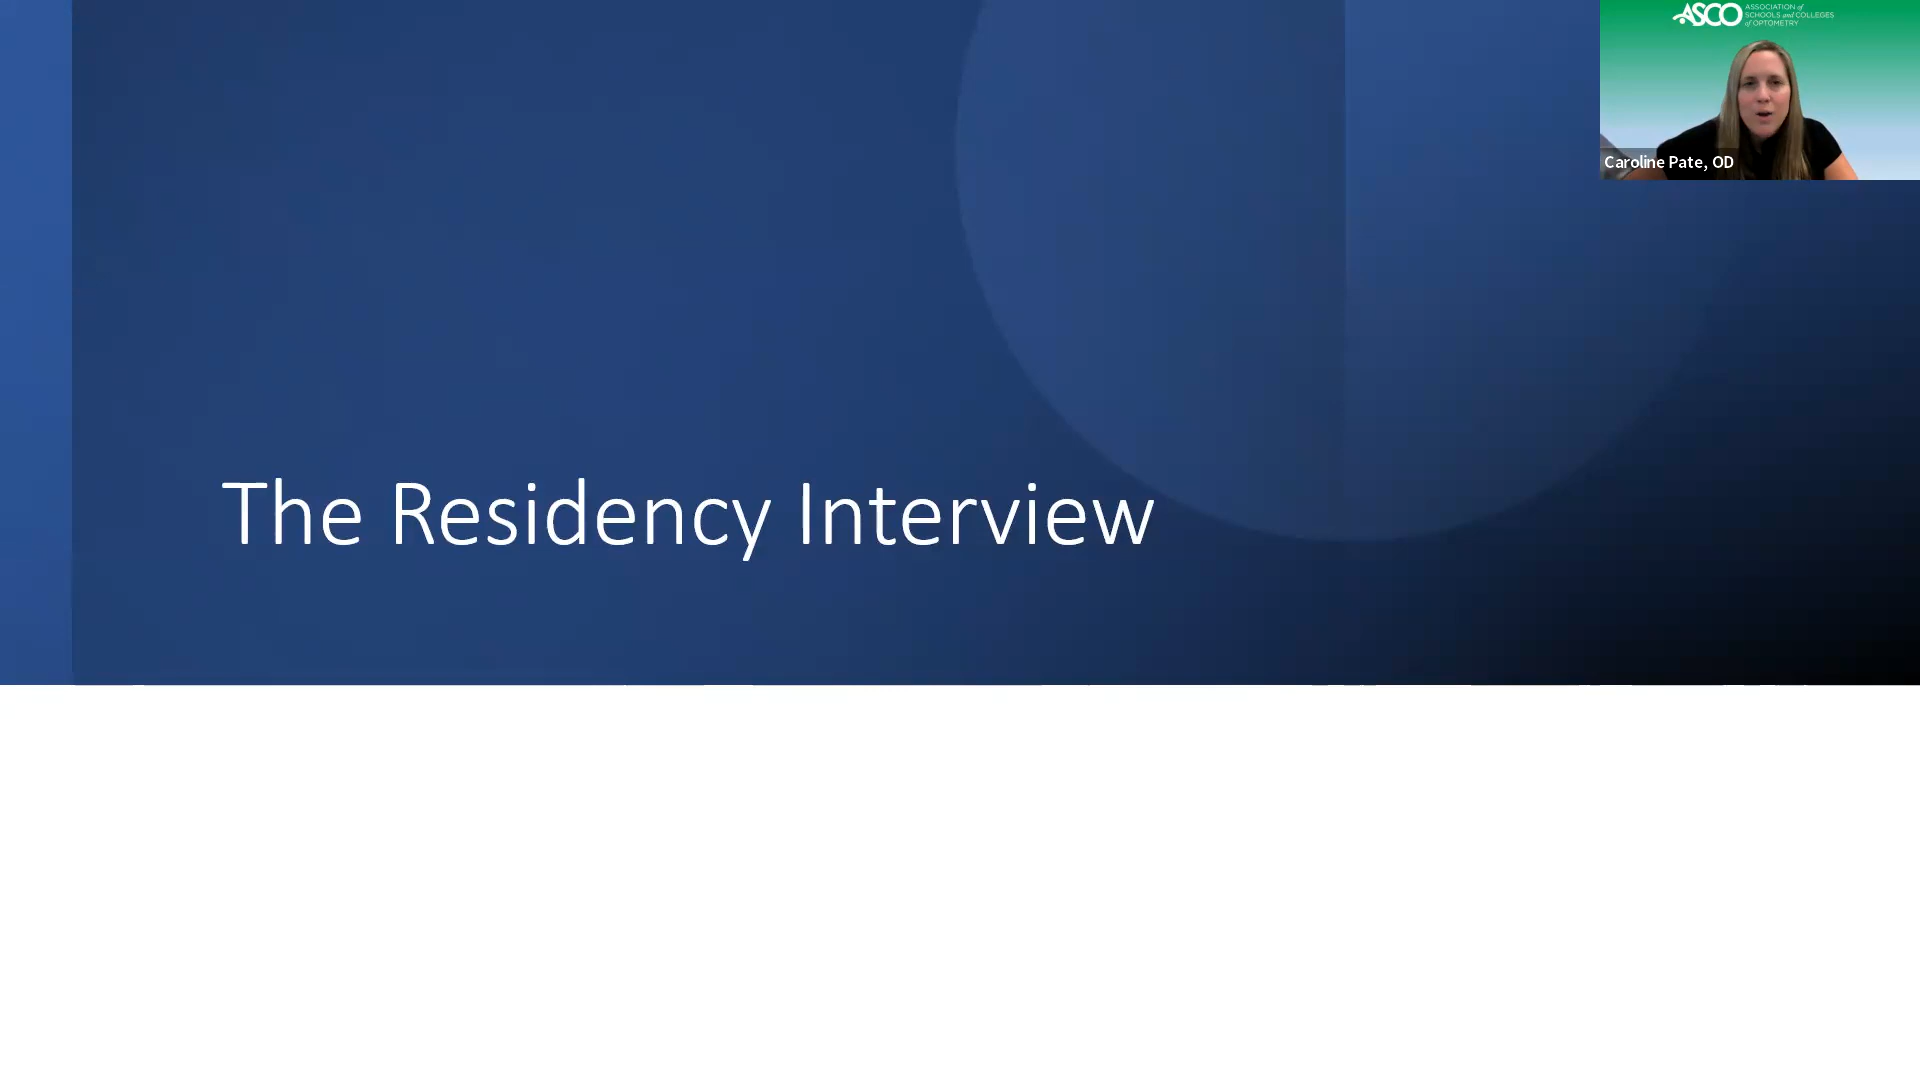 ASCO
ASSOCIATION of
SCHOOLS and COLLEGES
of OPTOMETRY
Caroline Pate, OD
The Residency Interview